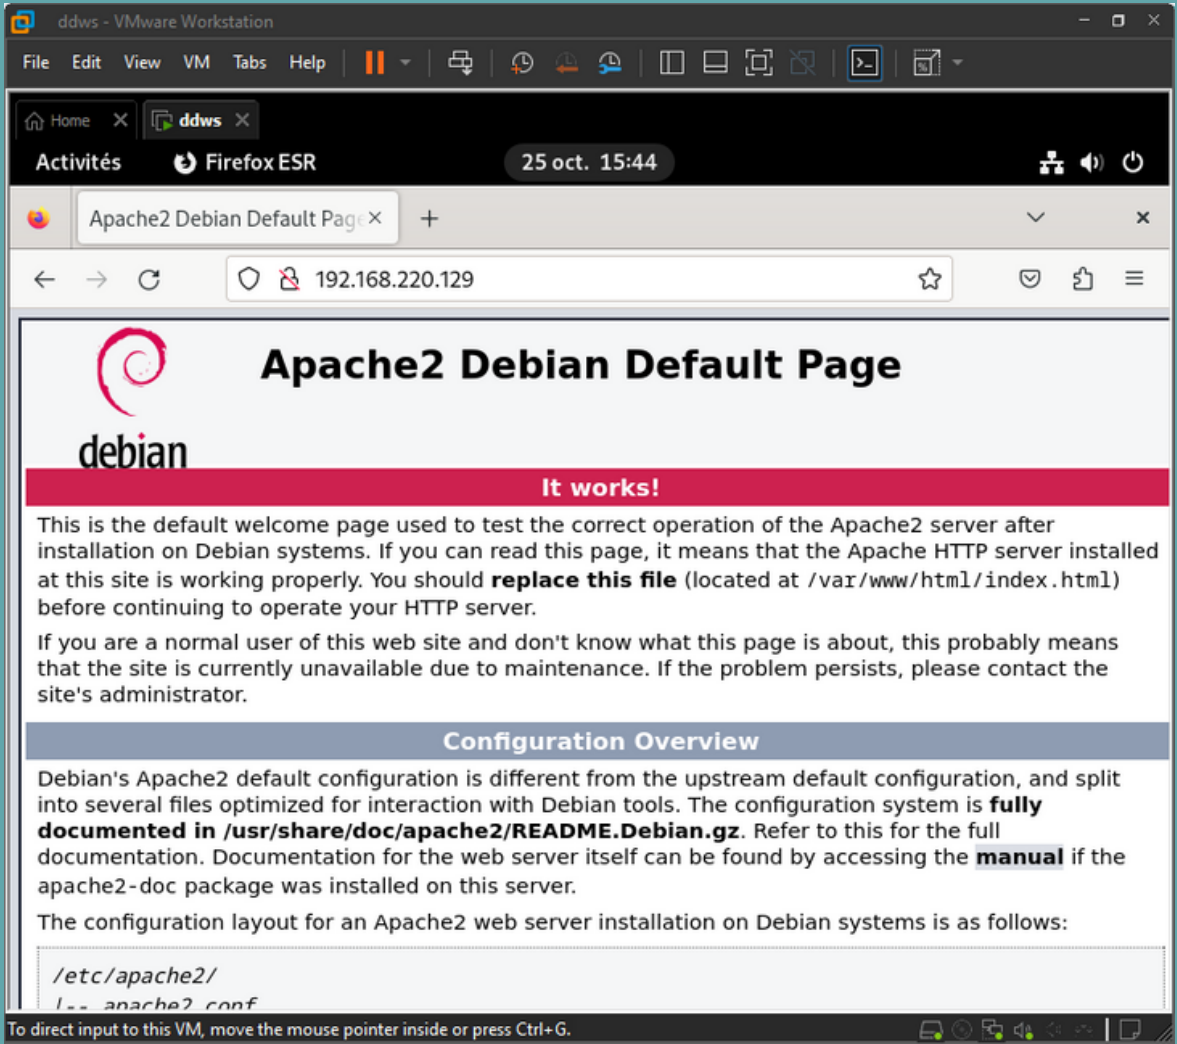 ddws - VMware Workstation
File Edit View VM Tabs Help
Home ddws
Activités Firefox ESR 25 oct. 15:44
Apache2 Debian Default Page
192.168.220.129
debian
Apache2 Debian Default Page
It works!
This is the default welcome page used to test the correct operation of the Apache2 server after
installation on Debian systems. If you can read this page, it means that the Apache HTTP server installed
at this site is working properly. You should replace this file (located at /var/www/html/index.html)
before continuing to operate your HTTP server.
If you are a normal user of this web site and don't know what this page is about, this probably means
that the site is currently unavailable due to maintenance. If the problem persists, please contact the
site's administrator.
Configuration Overview
Debian's Apache2 default configuration is different from the upstream default configuration, and split
into several files optimized for interaction with Debian tools. The configuration system is fully
documented in /usr/share/doc/apache2/README.Debian.gz. Refer to this for the full
documentation. Documentation for the web server itself can be found by accessing the manual if the
apache2-doc package was installed on this server.
The configuration layout for an Apache2 web server installation on Debian systems is as follows:
/etc/apache2/
|-- apache2.conf
To direct input to this VM, move the mouse pointer inside or press Ctrl+G.